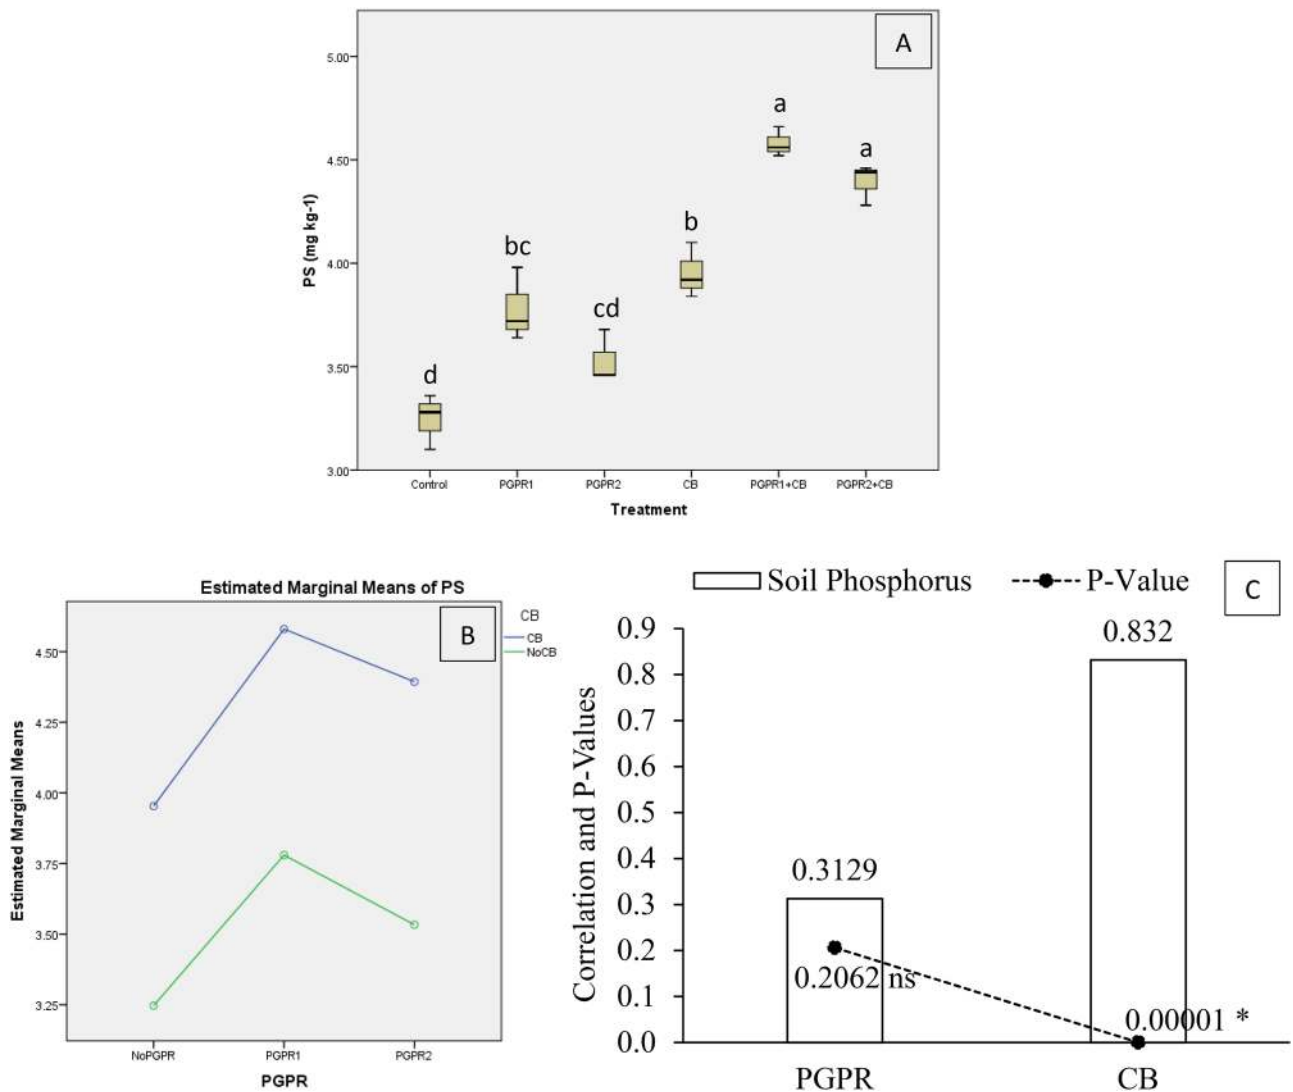 A
5.00
a
4.50
a
PS (mg kg-1)
b
bc
4.00
cd
3.50
d
3.00
Control PGPR1 PGPR2 CB PGPR1+CB PGPR2+CB
Treatment
Estimated Marginal Means of PS
B
CB
CB
NoCB
4.50
4.25
4.00
3.75
3.50
3.25
Estimated Marginal Means
NoPGPR PGPR1 PGPR2
PGPR
Soil Phosphorus P-Value
C
0.9
0.8
0.7
0.6
0.5
0.4
0.3
0.2
0.1
0.0
Correlation and P-Values
0.832
0.3129
0.2062 ns
0.00001 *
PGPR CB